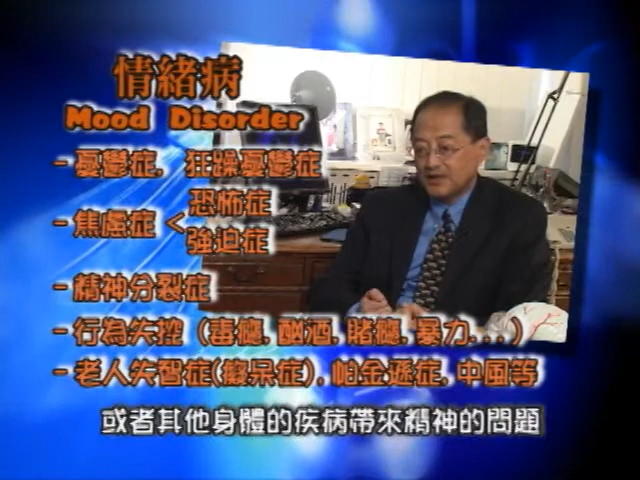 情緒病
Mood Disorder
-憂鬱症, 狂躁憂鬱症
-焦慮症 < 恐怖症
強迫症
-精神分裂症
-行為失控 (毒癮, 酗酒, 賭癮, 暴力...)
-老人失智症(癡呆症), 帕金遜症, 中風等
或者其他身體的疾病帶來精神的問題